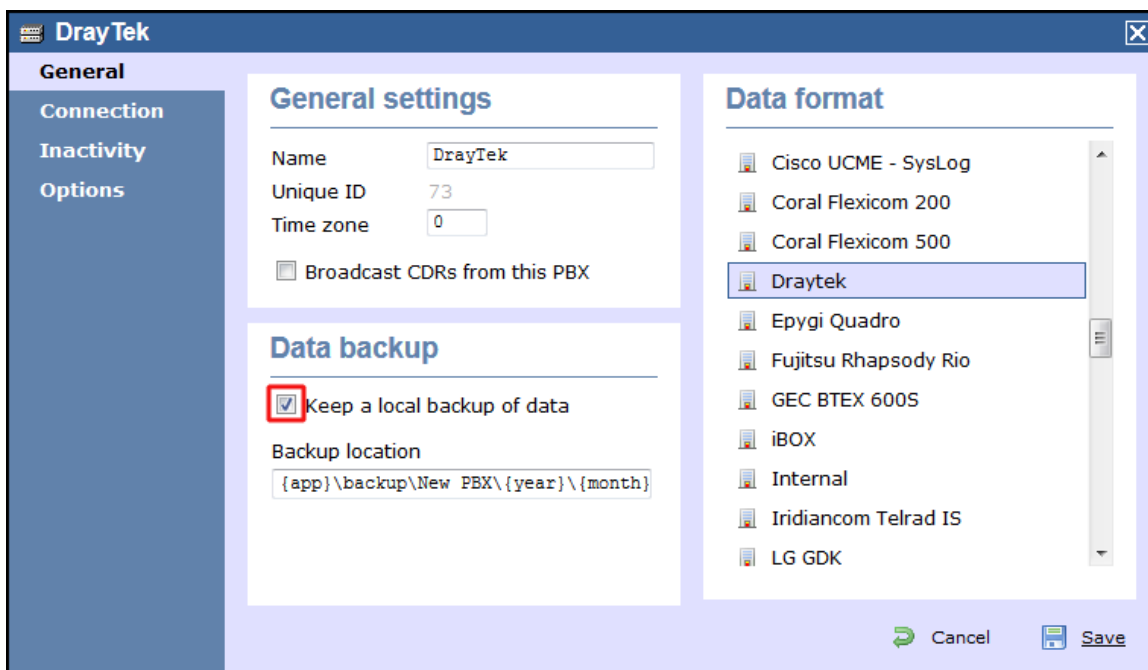 DrayTek
General
Connection
Inactivity
Options
General settings
Name DrayTek
Unique ID 73
Time zone 0
Broadcast CDRs from this PBX
Data backup
Keep a local backup of data
Backup location
{app}\backup\New PBX\{year}\{month}
Data format
Cisco UCME - SysLog
Coral Flexicom 200
Coral Flexicom 500
Draytek
Epygi Quadro
Fujitsu Rhapsody Rio
GEC BTEX 600S
iBOX
Internal
Iridiancom Telrad IS
LG GDK
Cancel Save